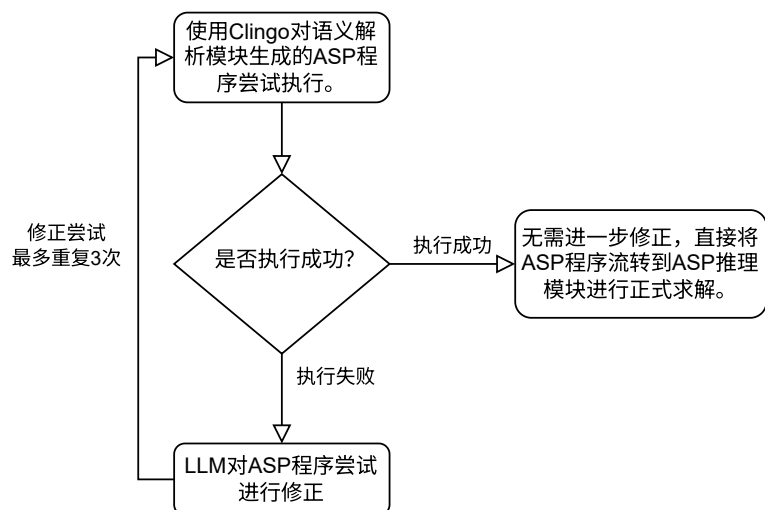 使用Clingo对语义解
析模块生成的ASP程
序尝试执行。
修正尝试
最多重复3次
是否执行成功？
执行成功
无需进一步修正，直接将
ASP程序流转到ASP推理
模块进行正式求解。
执行失败
LLM对ASP程序尝试
进行修正